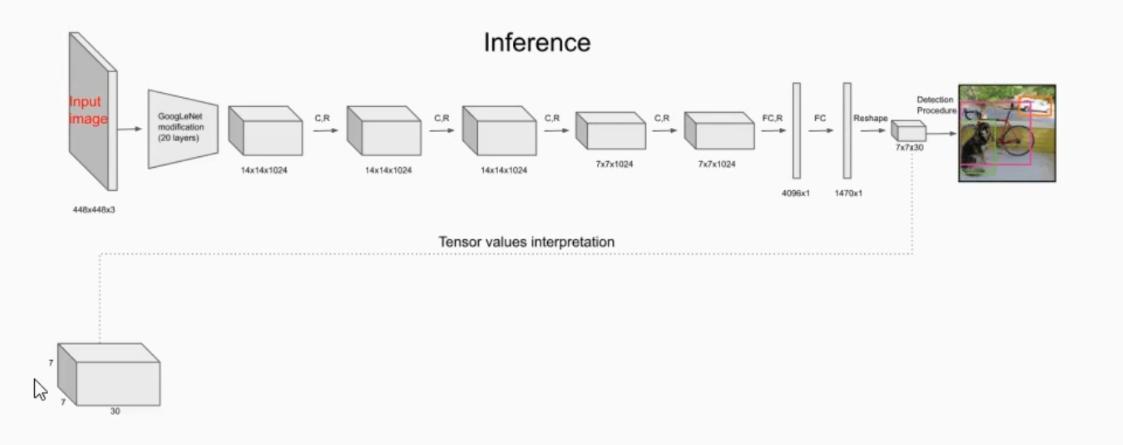 Inference
Input
image
GoogLeNet
modification
(20 layers)
C,R
C,R
C,R
C,R
FC,R
FC
Reshape
Detection
Procedure
448x448x3
14x14x1024
14x14x1024
14x14x1024
7x7x1024
7x7x1024
4096x1
1470x1
7x7x30
Tensor values interpretation
7
7
30